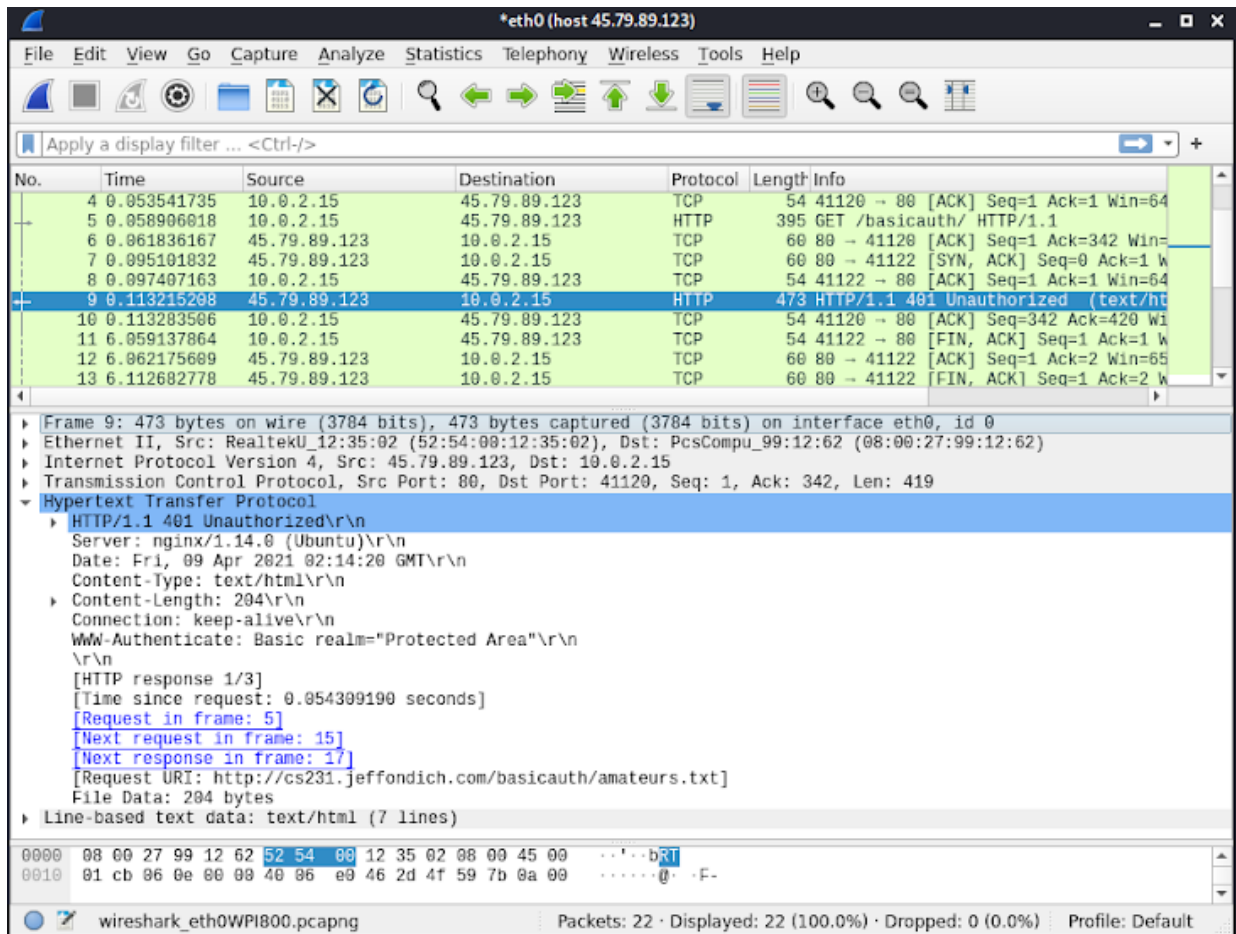 *eth0 (host 45.79.89.123)
File Edit View Go Capture Analyze Statistics Telephony Wireless Tools Help
Apply a display filter ... <Ctrl-/>
No. Time Source Destination Protocol Length Info
4 0.053541735 10.0.2.15 45.79.89.123 TCP 54 41120 → 80 [ACK] Seq=1 Ack=1 Win=64
5 0.058906018 10.0.2.15 45.79.89.123 HTTP 395 GET /basicauth/ HTTP/1.1
6 0.061836167 45.79.89.123 10.0.2.15 TCP 60 80 → 41120 [ACK] Seq=1 Ack=342 Win=
7 0.095101832 45.79.89.123 10.0.2.15 TCP 60 80 → 41122 [SYN, ACK] Seq=0 Ack=1 W
8 0.097407163 10.0.2.15 45.79.89.123 TCP 54 41122 → 80 [ACK] Seq=1 Ack=1 Win=64
9 0.113215208 45.79.89.123 10.0.2.15 HTTP 473 HTTP/1.1 401 Unauthorized (text/ht
10 0.113283506 10.0.2.15 45.79.89.123 TCP 54 41120 → 80 [ACK] Seq=342 Ack=420 Wi
11 6.059137864 10.0.2.15 45.79.89.123 TCP 54 41122 → 80 [FIN, ACK] Seq=1 Ack=1 W
12 6.062175609 45.79.89.123 10.0.2.15 TCP 60 80 → 41122 [ACK] Seq=1 Ack=2 Win=65
13 6.112682778 45.79.89.123 10.0.2.15 TCP 60 80 → 41122 [FIN, ACK] Seq=1 Ack=2 W
Frame 9: 473 bytes on wire (3784 bits), 473 bytes captured (3784 bits) on interface eth0, id 0
Ethernet II, Src: RealtekU_12:35:02 (52:54:00:12:35:02), Dst: PcsCompu_99:12:62 (08:00:27:99:12:62)
Internet Protocol Version 4, Src: 45.79.89.123, Dst: 10.0.2.15
Transmission Control Protocol, Src Port: 80, Dst Port: 41120, Seq: 1, Ack: 342, Len: 419
Hypertext Transfer Protocol
HTTP/1.1 401 Unauthorized\r\n
Server: nginx/1.14.0 (Ubuntu)\r\n
Date: Fri, 09 Apr 2021 02:14:20 GMT\r\n
Content-Type: text/html\r\n
Content-Length: 204\r\n
Connection: keep-alive\r\n
WWW-Authenticate: Basic realm="Protected Area"\r\n
\r\n
[HTTP response 1/3]
[Time since request: 0.054309190 seconds]
[Request in frame: 5]
[Next request in frame: 15]
[Next response in frame: 17]
[Request URI: http://cs231.jeffondich.com/basicauth/amateurs.txt]
File Data: 204 bytes
Line-based text data: text/html (7 lines)
0000 08 00 27 99 12 62 52 54 00 12 35 02 08 00 45 00 ··'··bRT
0010 01 cb 06 0e 00 00 40 06 e0 46 2d 4f 59 7b 0a 00 ······@· ·F-
wireshark_eth0WPI800.pcapng Packets: 22 · Displayed: 22 (100.0%) · Dropped: 0 (0.0%) Profile: Default